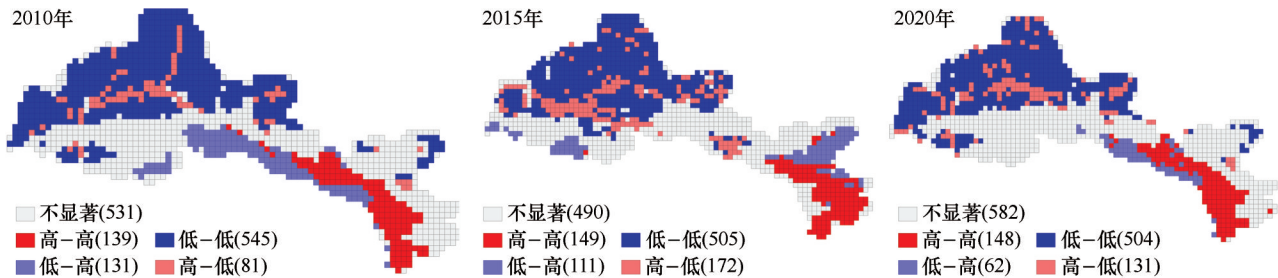 2010年
不显著(531)
高-高(139) 低-低(545)
低-高(131) 高-低(81)
2015年
不显著(490)
高-高(149) 低-低(505)
低-高(111) 高-低(172)
2020年
不显著(582)
高-高(148) 低-低(504)
低-高(62) 高-低(131)